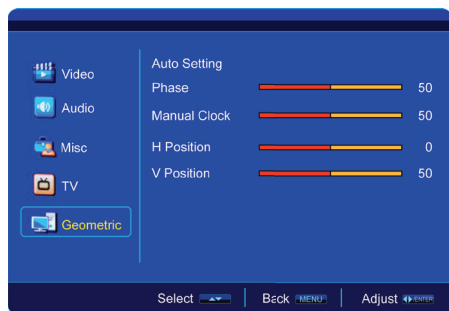 Video
Audio
Misc
TV
Geometric
Auto Setting
Phase 50
Manual Clock 50
H Position 0
V Position 50
Select Back MENU Adjust ENTER